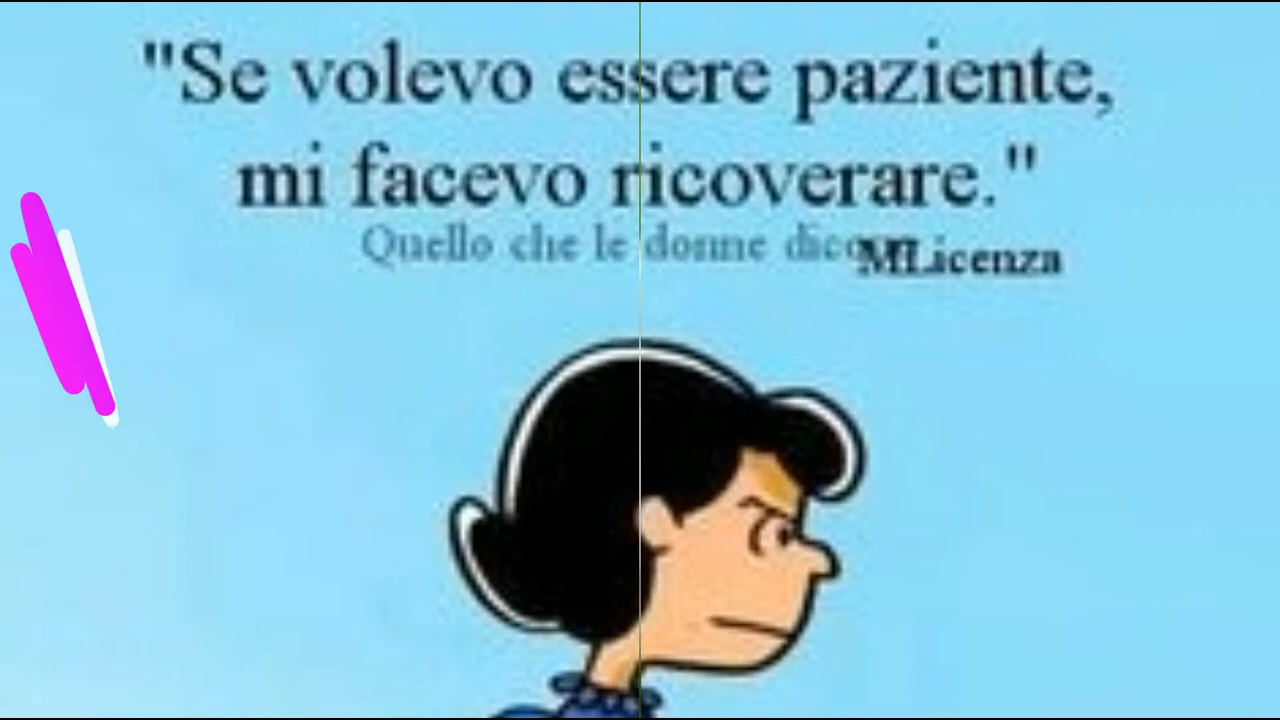 "Se volevo essere paziente,
mi facevo ricoverare."
Quello che le donne
MLicenza